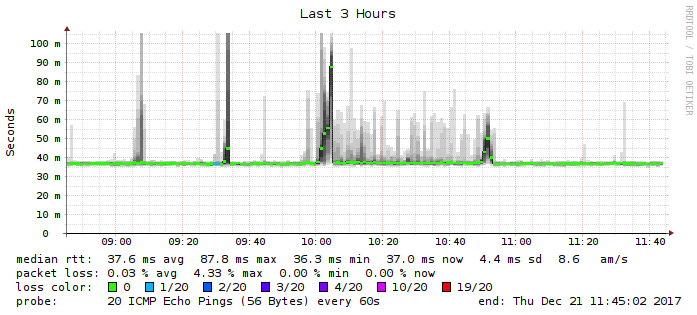 Last 3 Hours
RRDTOOL / TOBI OETIKER
Seconds
100 m
90 m
80 m
70 m
60 m
50 m
40 m
30 m
20 m
10 m
0
09:00 09:20 09:40 10:00 10:20 10:40 11:00 11:20 11:40
median rtt: 37.6 ms avg 87.8 ms max 36.3 ms min 37.0 ms now 4.4 ms sd 8.6 am/s
packet loss: 0.03 % avg 4.33 % max 0.00 % min 0.00 % now
loss color: 0 1/20 2/20 3/20 4/20 10/20 19/20
probe: 20 ICMP Echo Pings (56 Bytes) every 60s end: Thu Dec 21 11:45:02 2017